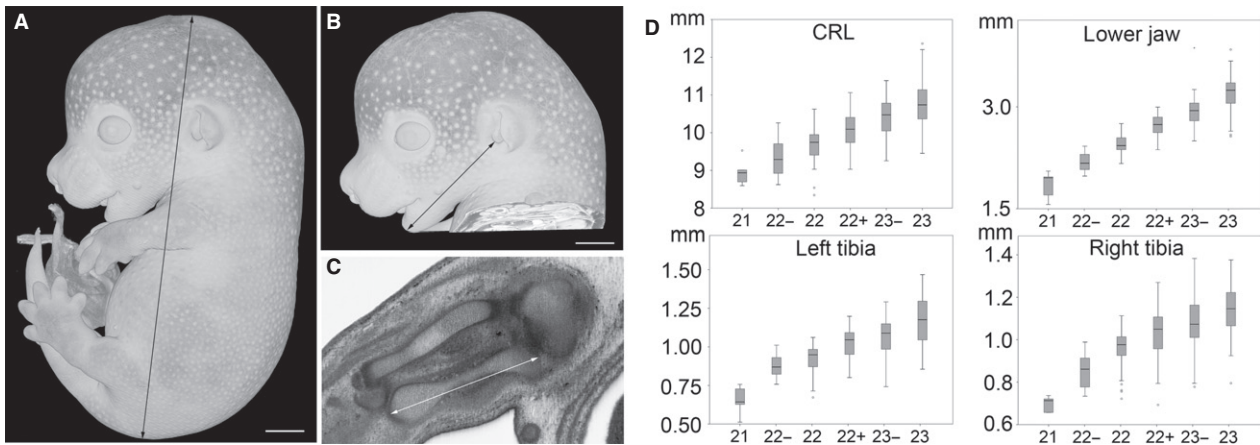 A
B
C
D
mm
CRL
12
11
10
9
8
21 22– 22 22+ 23– 23
mm
Lower jaw
3.0
1.5
21 22– 22 22+ 23– 23
mm
Left tibia
1.50
1.25
1.00
0.75
0.50
21 22– 22 22+ 23– 23
mm
Right tibia
1.4
1.2
1.0
0.8
0.6
21 22– 22 22+ 23– 23